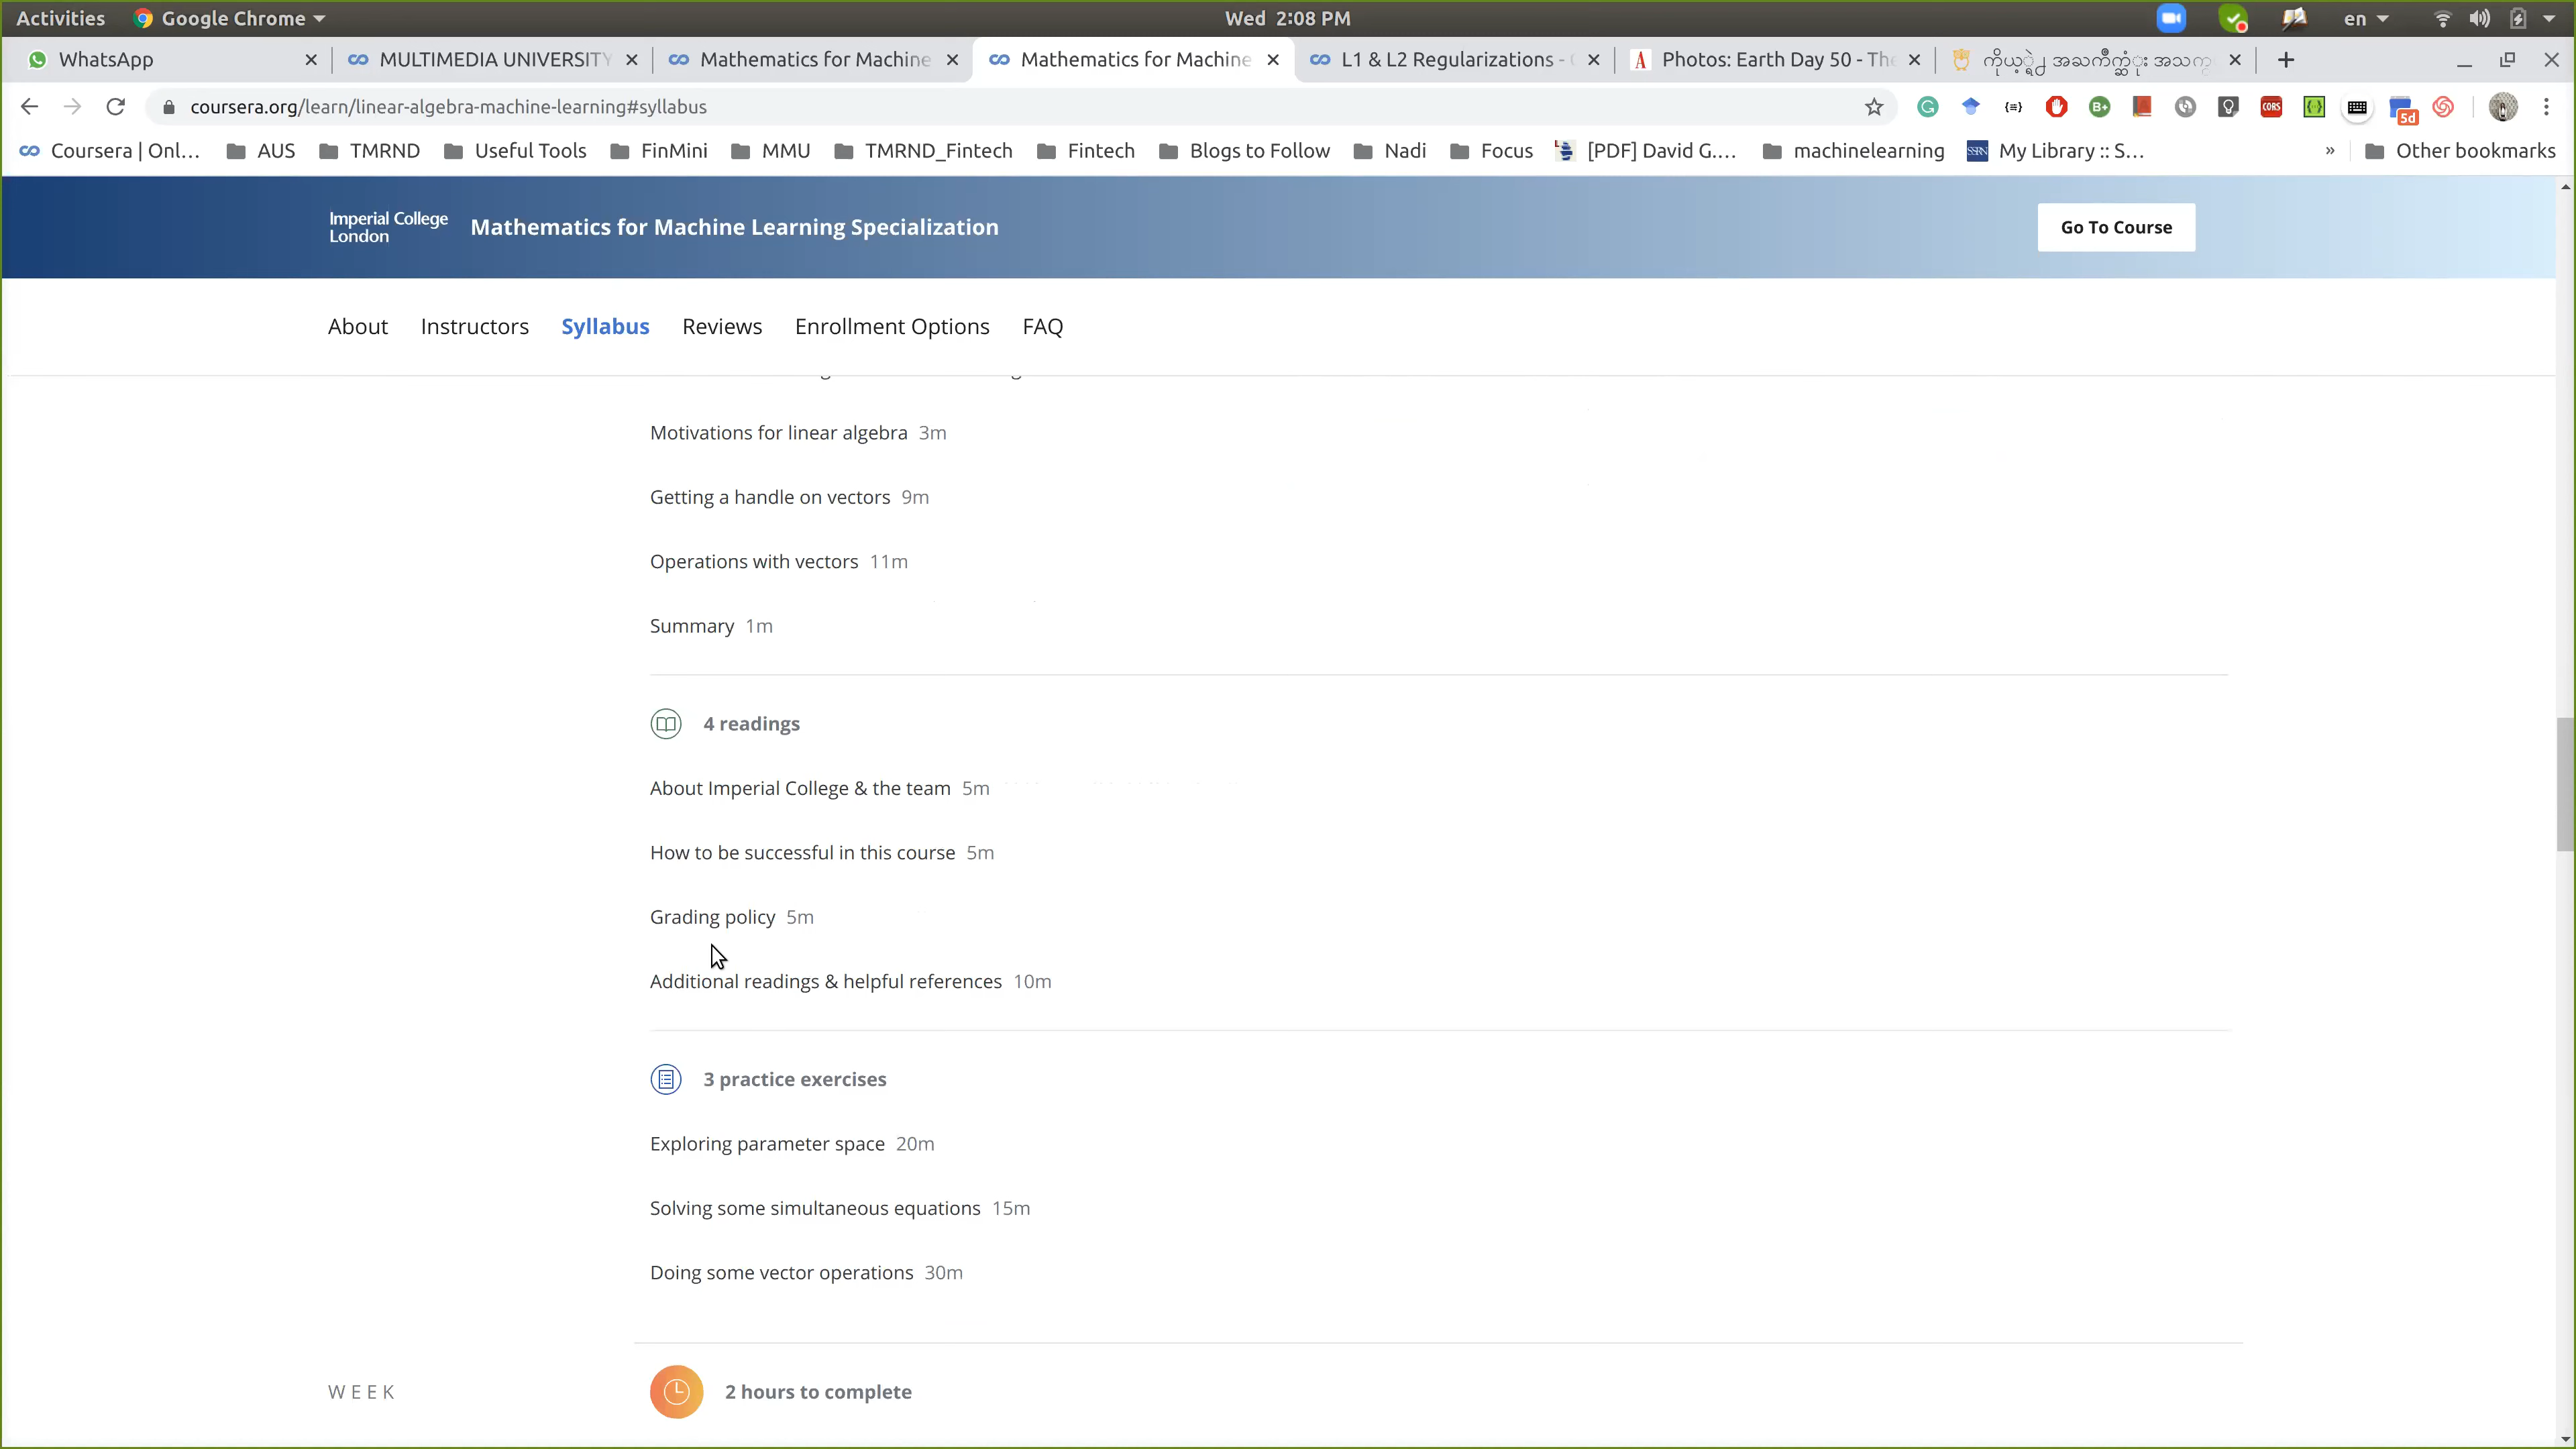 Activities Google Chrome Wed 2:08 PM en
WhatsApp MULTIMEDIA UNIVERSITY Mathematics for Machine Mathematics for Machine L1 & L2 Regularizations - Photos: Earth Day 50 - The
coursera.org/learn/linear-algebra-machine-learning#syllabus CORS 5d
Coursera | Onl... AUS TMRND Useful Tools FinMini MMU TMRND_Fintech Fintech Blogs to Follow Nadi Focus [PDF] David G.... machinelearning SSRN My Library :: S... » Other bookmarks
Imperial College
London
Mathematics for Machine Learning Specialization
Go To Course
About Instructors Syllabus Reviews Enrollment Options FAQ
Motivations for linear algebra 3m
Getting a handle on vectors 9m
Operations with vectors 11m
Summary 1m
4 readings
About Imperial College & the team 5m
How to be successful in this course 5m
Grading policy 5m
Additional readings & helpful references 10m
3 practice exercises
Exploring parameter space 20m
Solving some simultaneous equations 15m
Doing some vector operations 30m
WEEK 2 hours to complete